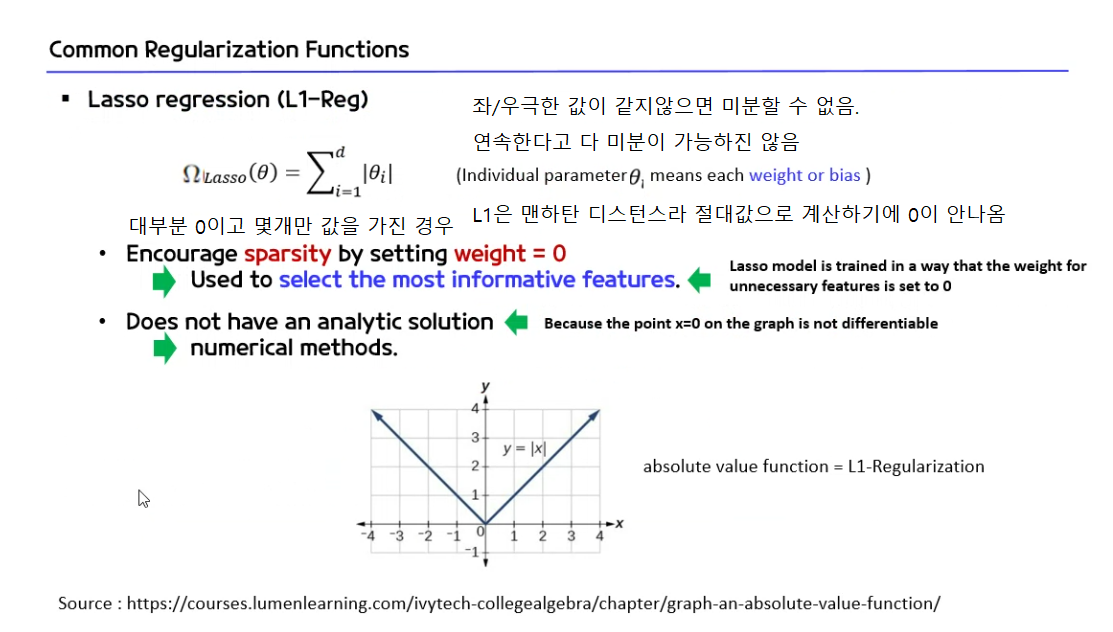 Common Regularization Functions
▪ Lasso regression (L1-Reg)
좌/우극한 값이 같지않으면 미분할 수 없음.
연속한다고 다 미분이 가능하진 않음
Ω_Lasso(θ) = ∑_{i=1}^{d} |θ_i|
(Individual parameter θ_i means each weight or bias )
대부분 0이고 몇개만 값을 가진 경우
L1은 맨하탄 디스턴스라 절대값으로 계산하기에 0이 안나옴
• Encourage sparsity by setting weight = 0
Used to select the most informative features.
Lasso model is trained in a way that the weight for
unnecessary features is set to 0
• Does not have an analytic solution
Because the point x=0 on the graph is not differentiable
numerical methods.
y
4
3
y = |x|
2
1
x
-4 -3 -2 -1 0 1 2 3 4
-1
absolute value function = L1-Regularization
Source : https://courses.lumenlearning.com/ivytech-collegealgebra/chapter/graph-an-absolute-value-function/